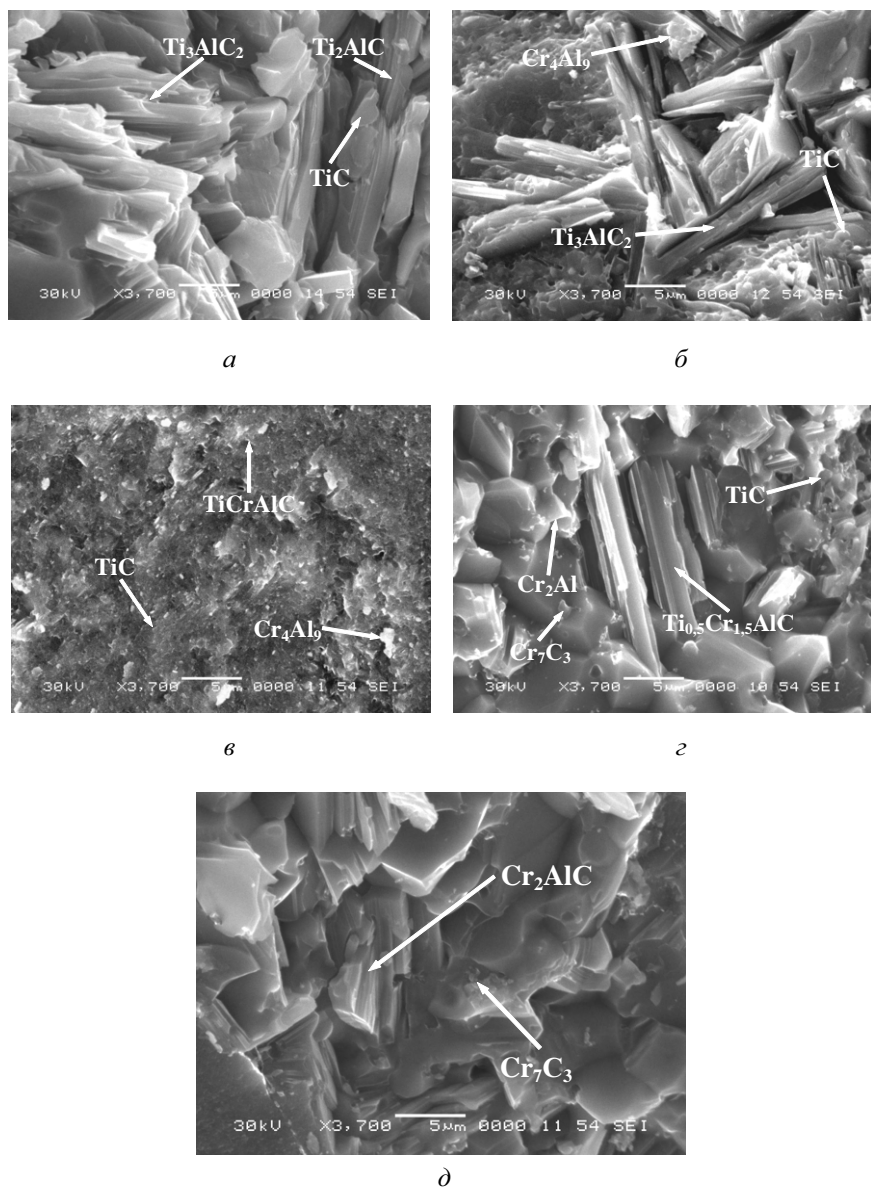 Ti₃AlC₂
Ti₂AlC
TiC
30kV X3,700 5µm 0000 14 54 SEI
а
Cr₄Al₉
TiC
Ti₃AlC₂
30kV X3,700 5µm 0000 12 54 SEI
б
TiCrAlC
TiC
Cr₄Al₉
30kV X3,700 5µm 0000 11 54 SEI
в
TiC
Cr₂Al
Ti₀,₅Cr₁,₅AlC
Cr₇C₃
30kV X3,700 5µm 0000 10 54 SEI
г
Cr₂AlC
Cr₇C₃
30kV X3,700 5µm 0000 11 54 SEI
д